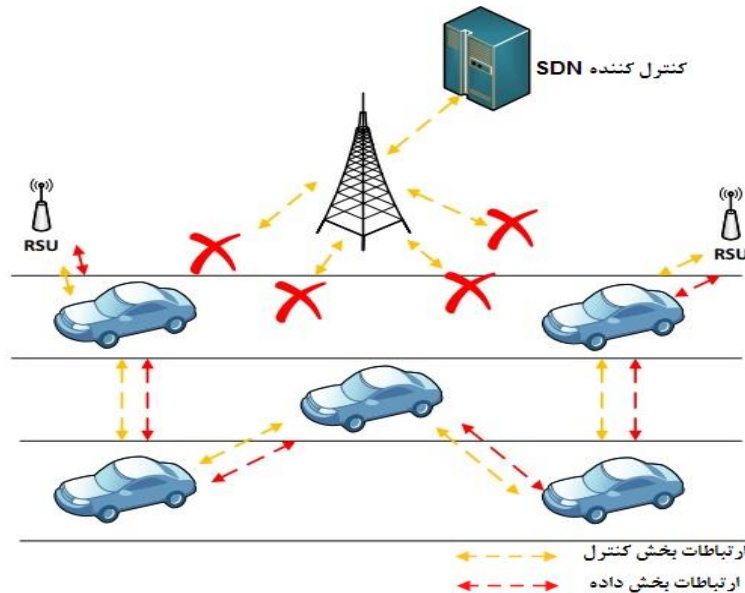 کنترل کننده SDN
RSU
RSU
ارتباطات بخش کنترل
ارتباطات بخش داده